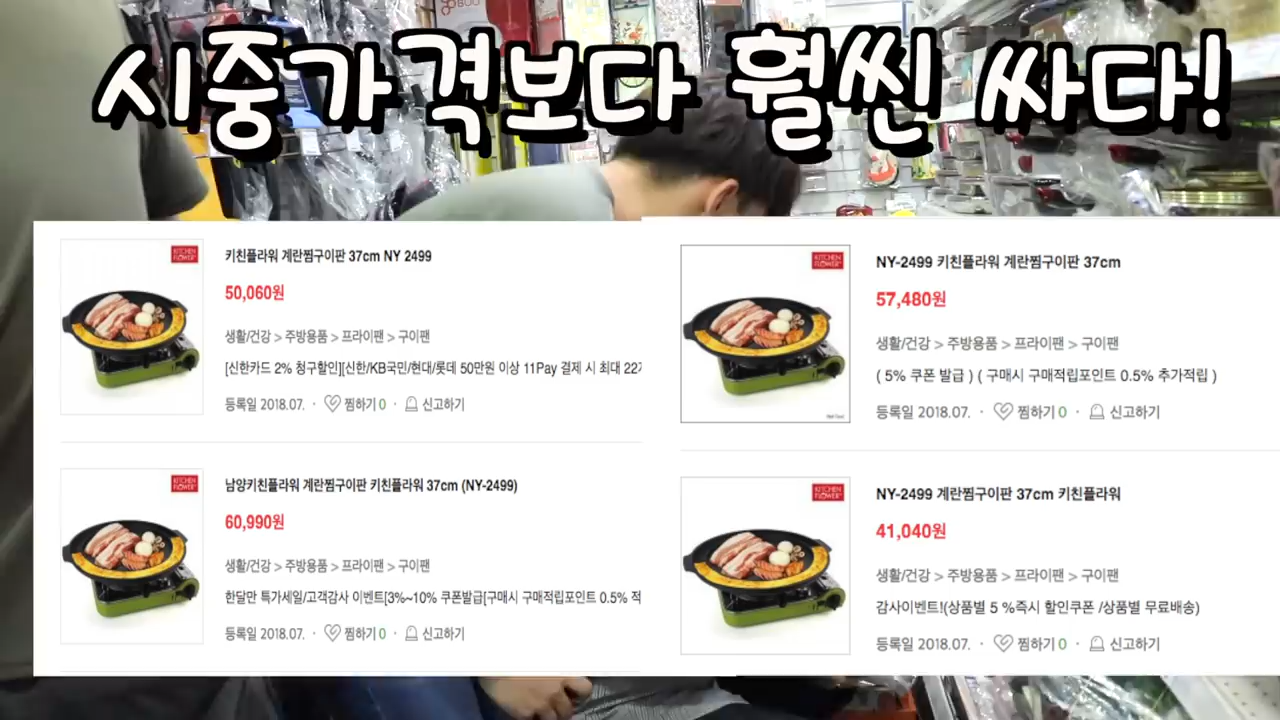 시중가격보다 훨씬 싸다!
KITCHEN FLOWER
키친플라워 계란찜구이판 37cm NY 2499
50,060원
생활/건강 > 주방용품 > 프라이팬 > 구이팬
[신한카드 2% 청구할인][신한/KB국민/현대/롯데 50만원 이상 11Pay 결제 시 최대 22
등록일 2018.07. · 찜하기 0 · 신고하기
KITCHEN FLOWER
남양키친플라워 계란찜구이판 키친플라워 37cm (NY-2499)
60,990원
생활/건강 > 주방용품 > 프라이팬 > 구이팬
한달만 특가세일/고객감사 이벤트[3%~10% 쿠폰발급[구매시 구매적립포인트 0.5% 적
등록일 2018.07. · 찜하기 0 · 신고하기
KITCHEN FLOWER
NY-2499 키친플라워 계란찜구이판 37cm
57,480원
생활/건강 > 주방용품 > 프라이팬 > 구이팬
( 5% 쿠폰 발급 ) ( 구매시 구매적립포인트 0.5% 추가적립 )
등록일 2018.07. · 찜하기 0 · 신고하기
KITCHEN FLOWER
NY-2499 계란찜구이판 37cm 키친플라워
41,040원
생활/건강 > 주방용품 > 프라이팬 > 구이팬
감사이벤트!(상품별 5 %즉시 할인쿠폰 /상품별 무료배송)
등록일 2018.07. · 찜하기 0 · 신고하기